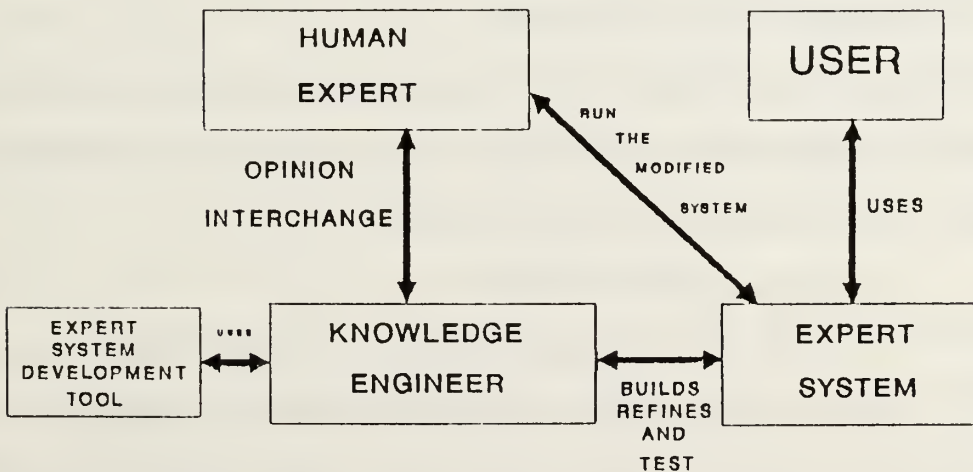 HUMAN
EXPERT
USER
RUN
THE
MODIFIED
SYSTEM
OPINION
INTERCHANGE
USES
EXPERT
SYSTEM
DEVELOPMENT
TOOL
USES
KNOWLEDGE
ENGINEER
BUILDS
REFINES
AND
TEST
EXPERT
SYSTEM